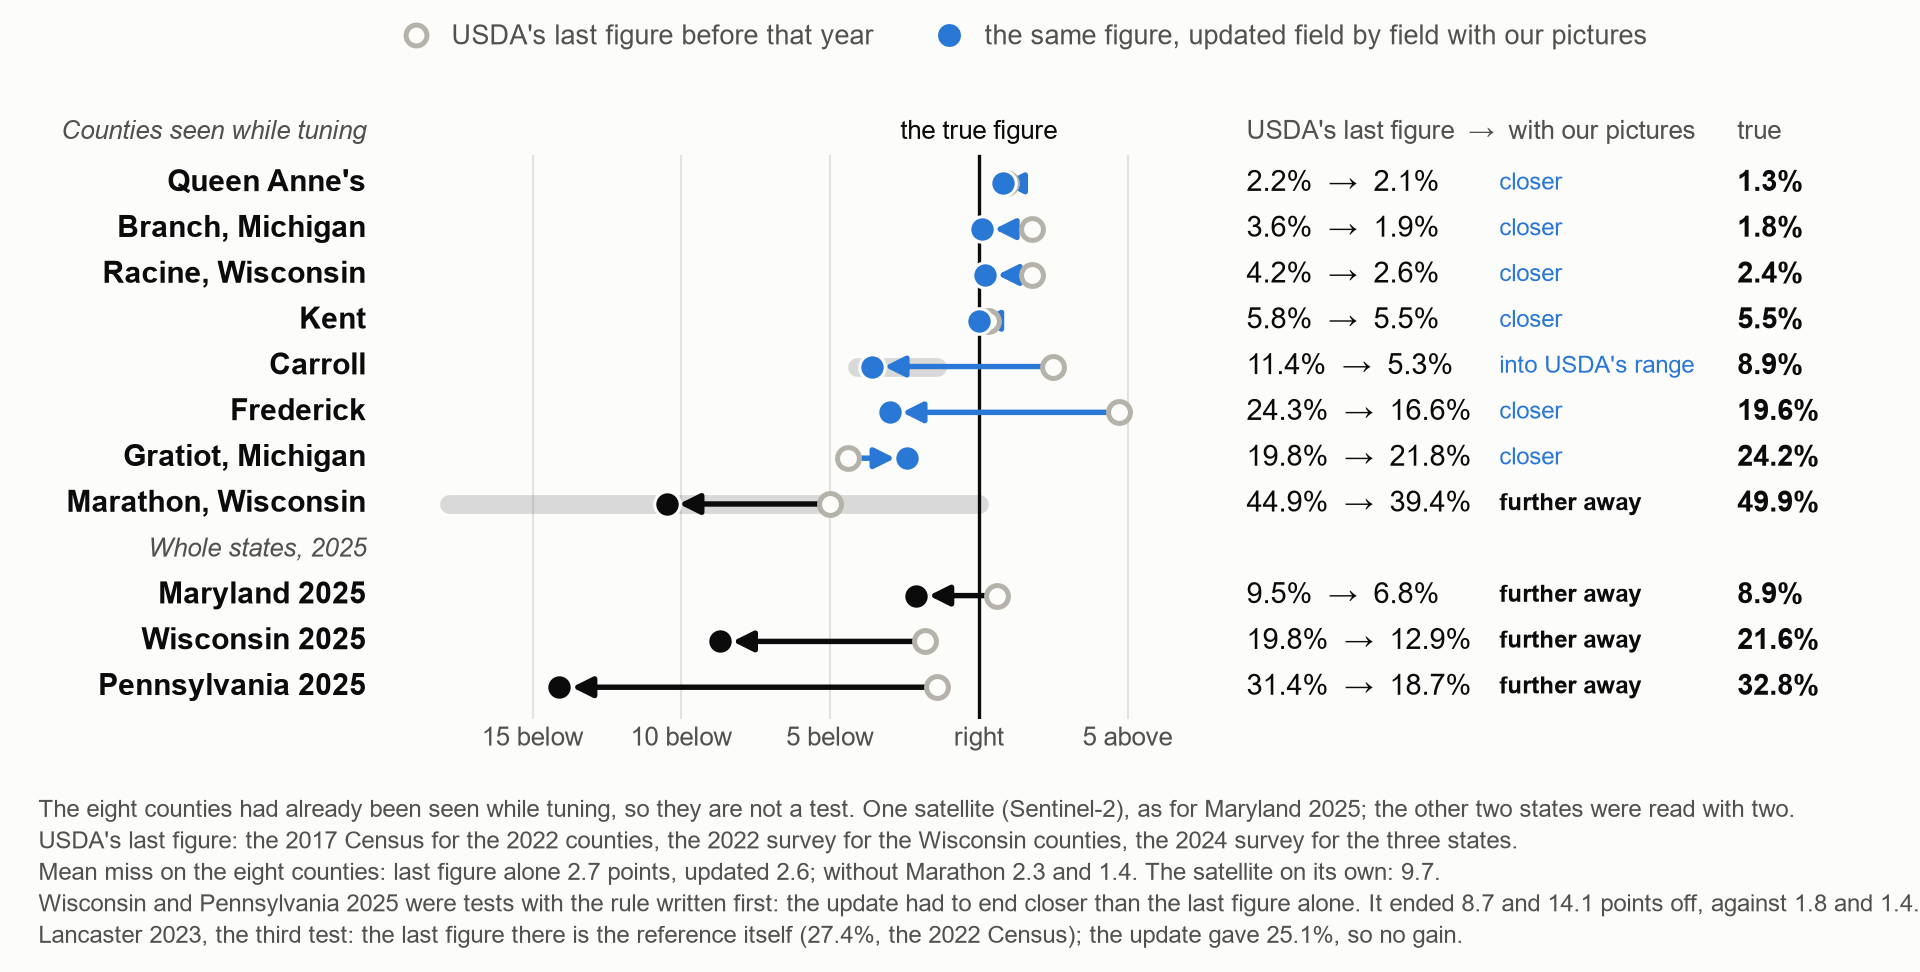 USDA's last figure before that year
the same figure, updated field by field with our pictures
Counties seen while tuning
the true figure
USDA's last figure → with our pictures true
Queen Anne's 2.2% → 2.1% closer 1.3%
Branch, Michigan 3.6% → 1.9% closer 1.8%
Racine, Wisconsin 4.2% → 2.6% closer 2.4%
Kent 5.8% → 5.5% closer 5.5%
Carroll 11.4% → 5.3% into USDA's range 8.9%
Frederick 24.3% → 16.6% closer 19.6%
Gratiot, Michigan 19.8% → 21.8% closer 24.2%
Marathon, Wisconsin 44.9% → 39.4% further away 49.9%
Whole states, 2025
Maryland 2025 9.5% → 6.8% further away 8.9%
Wisconsin 2025 19.8% → 12.9% further away 21.6%
Pennsylvania 2025 31.4% → 18.7% further away 32.8%
15 below 10 below 5 below right 5 above
The eight counties had already been seen while tuning, so they are not a test. One satellite (Sentinel-2), as for Maryland 2025; the other two states were read with two.
USDA's last figure: the 2017 Census for the 2022 counties, the 2022 survey for the Wisconsin counties, the 2024 survey for the three states.
Mean miss on the eight counties: last figure alone 2.7 points, updated 2.6; without Marathon 2.3 and 1.4. The satellite on its own: 9.7.
Wisconsin and Pennsylvania 2025 were tests with the rule written first: the update had to end closer than the last figure alone. It ended 8.7 and 14.1 points off, against 1.8 and 1.4.
Lancaster 2023, the third test: the last figure there is the reference itself (27.4%, the 2022 Census); the update gave 25.1%, so no gain.